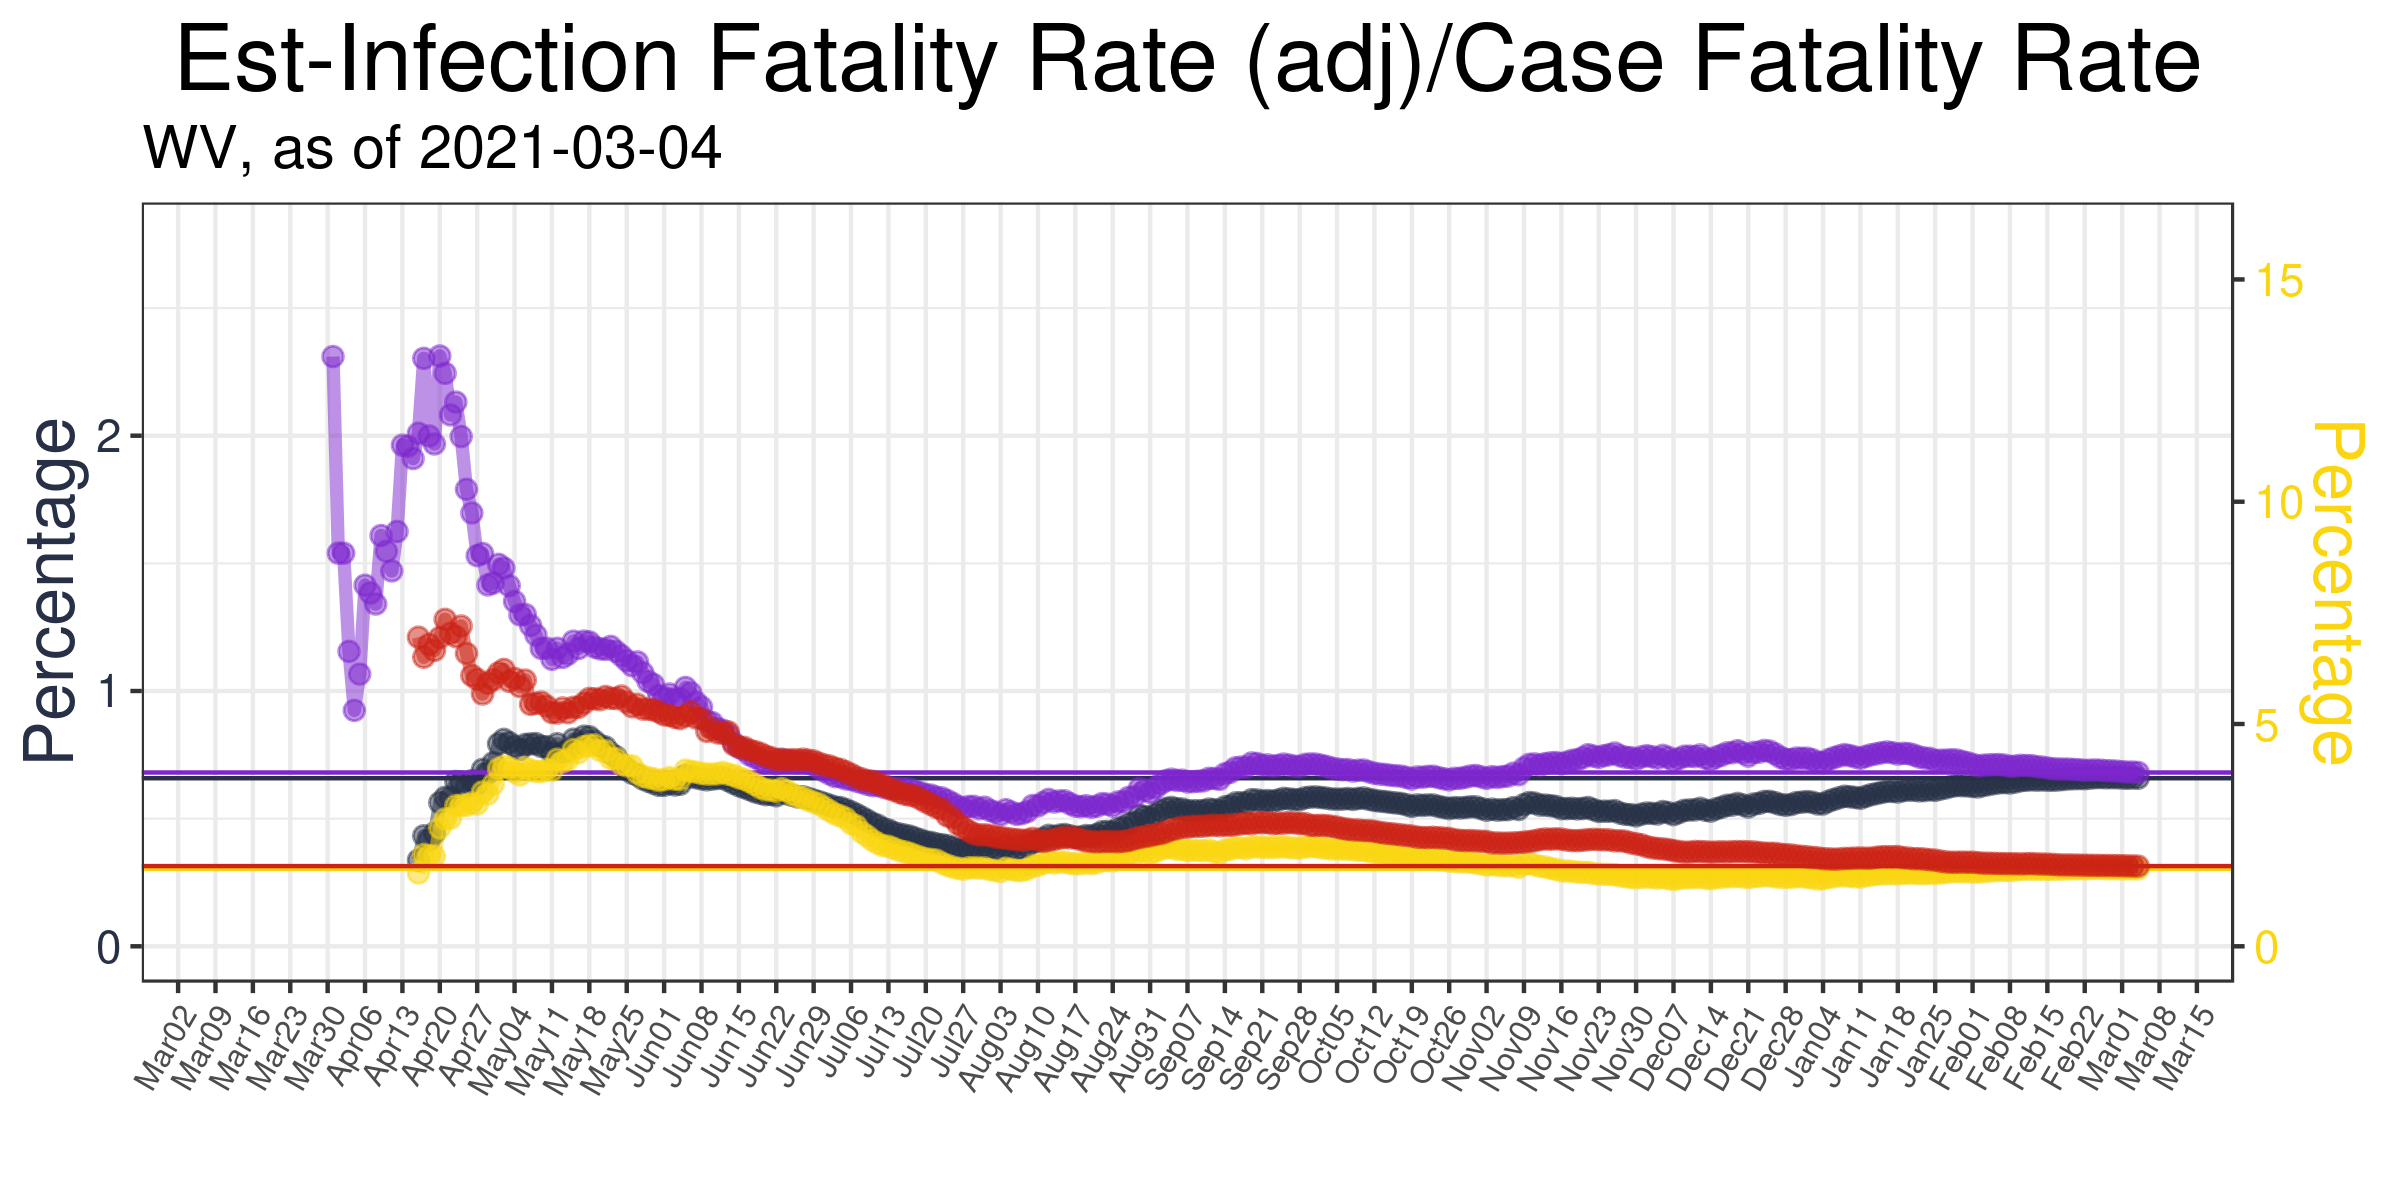 Est-Infection Fatality Rate (adj)/Case Fatality Rate
WV, as of 2021-03-04
Percentage
2
1
0
15
10
5
0
Percentage
Mar02
Mar09
Mar16
Mar23
Mar30
Apr06
Apr13
Apr20
Apr27
May04
May11
May18
May25
Jun01
Jun08
Jun15
Jun22
Jun29
Jul06
Jul13
Jul20
Jul27
Aug03
Aug10
Aug17
Aug24
Aug31
Sep07
Sep14
Sep21
Sep28
Oct05
Oct12
Oct19
Oct26
Nov02
Nov09
Nov16
Nov23
Nov30
Dec07
Dec14
Dec21
Dec28
Jan04
Jan11
Jan18
Jan25
Feb01
Feb08
Feb15
Feb22
Mar01
Mar08
Mar15